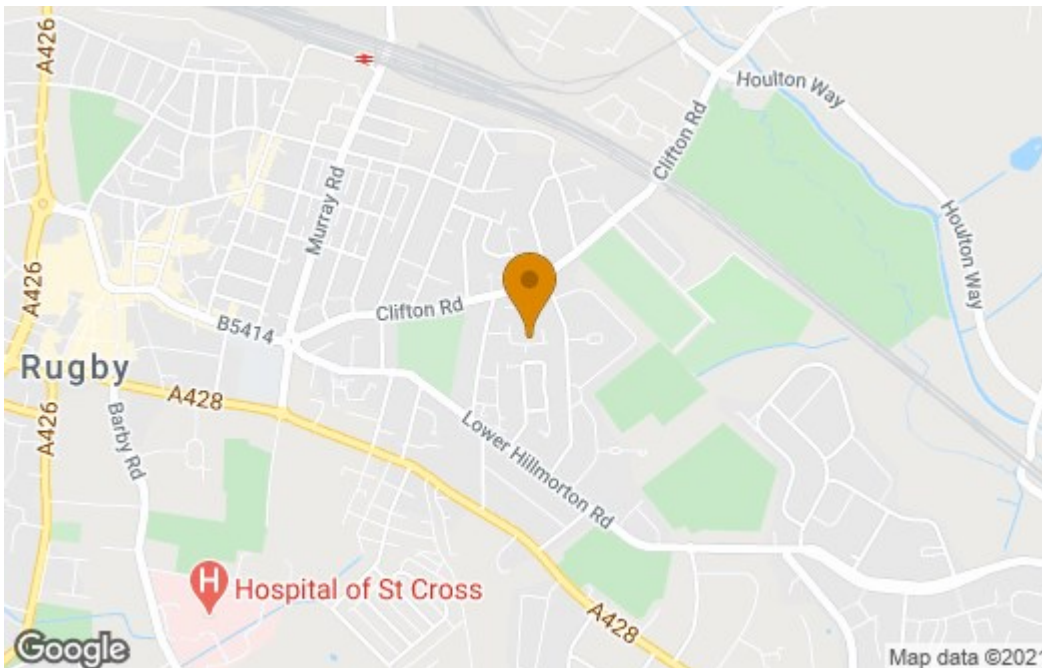 A426
Houlton Way
Clifton Rd
Murray Rd
Houlton Way
A426
Clifton Rd
B5414
Rugby
A428
A426
Barby Rd
Lower Hillmorton Rd
H
Hospital of St Cross
A428
Google
Map data ©2021